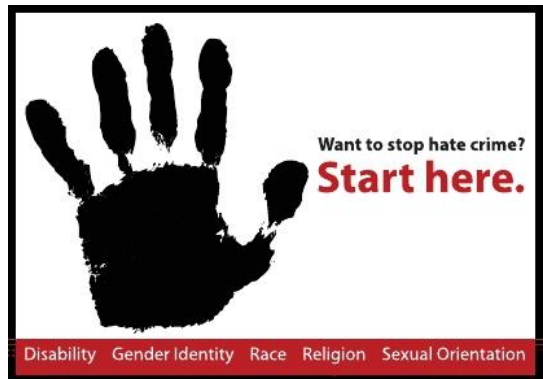 Want to stop hate crime?
Start here.
Disability Gender Identity Race Religion Sexual Orientation